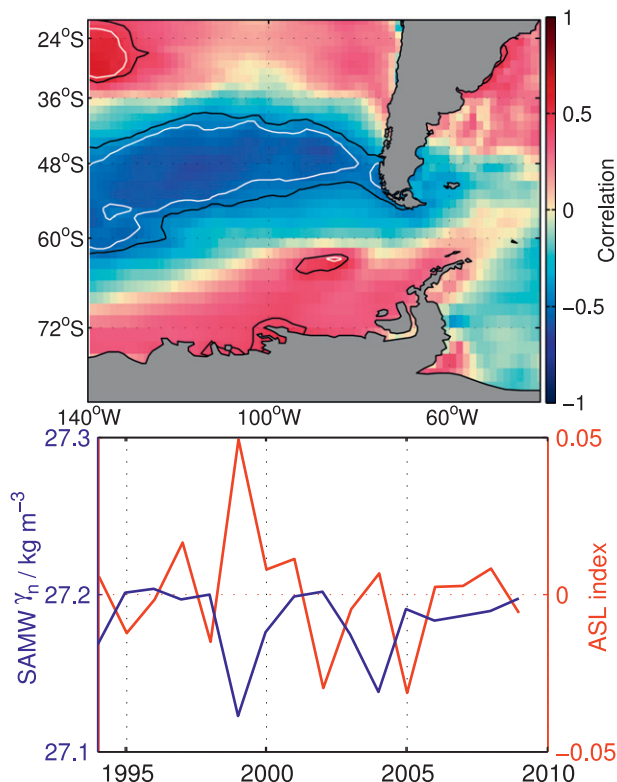 24°S
36°S
48°S
60°S
72°S
140°W 100°W 60°W
1
0.5
0
−0.5
−1
Correlation
27.3
27.2
27.1
SAMW γn / kg m−3
0.05
0
−0.05
ASL index
1995 2000 2005 2010